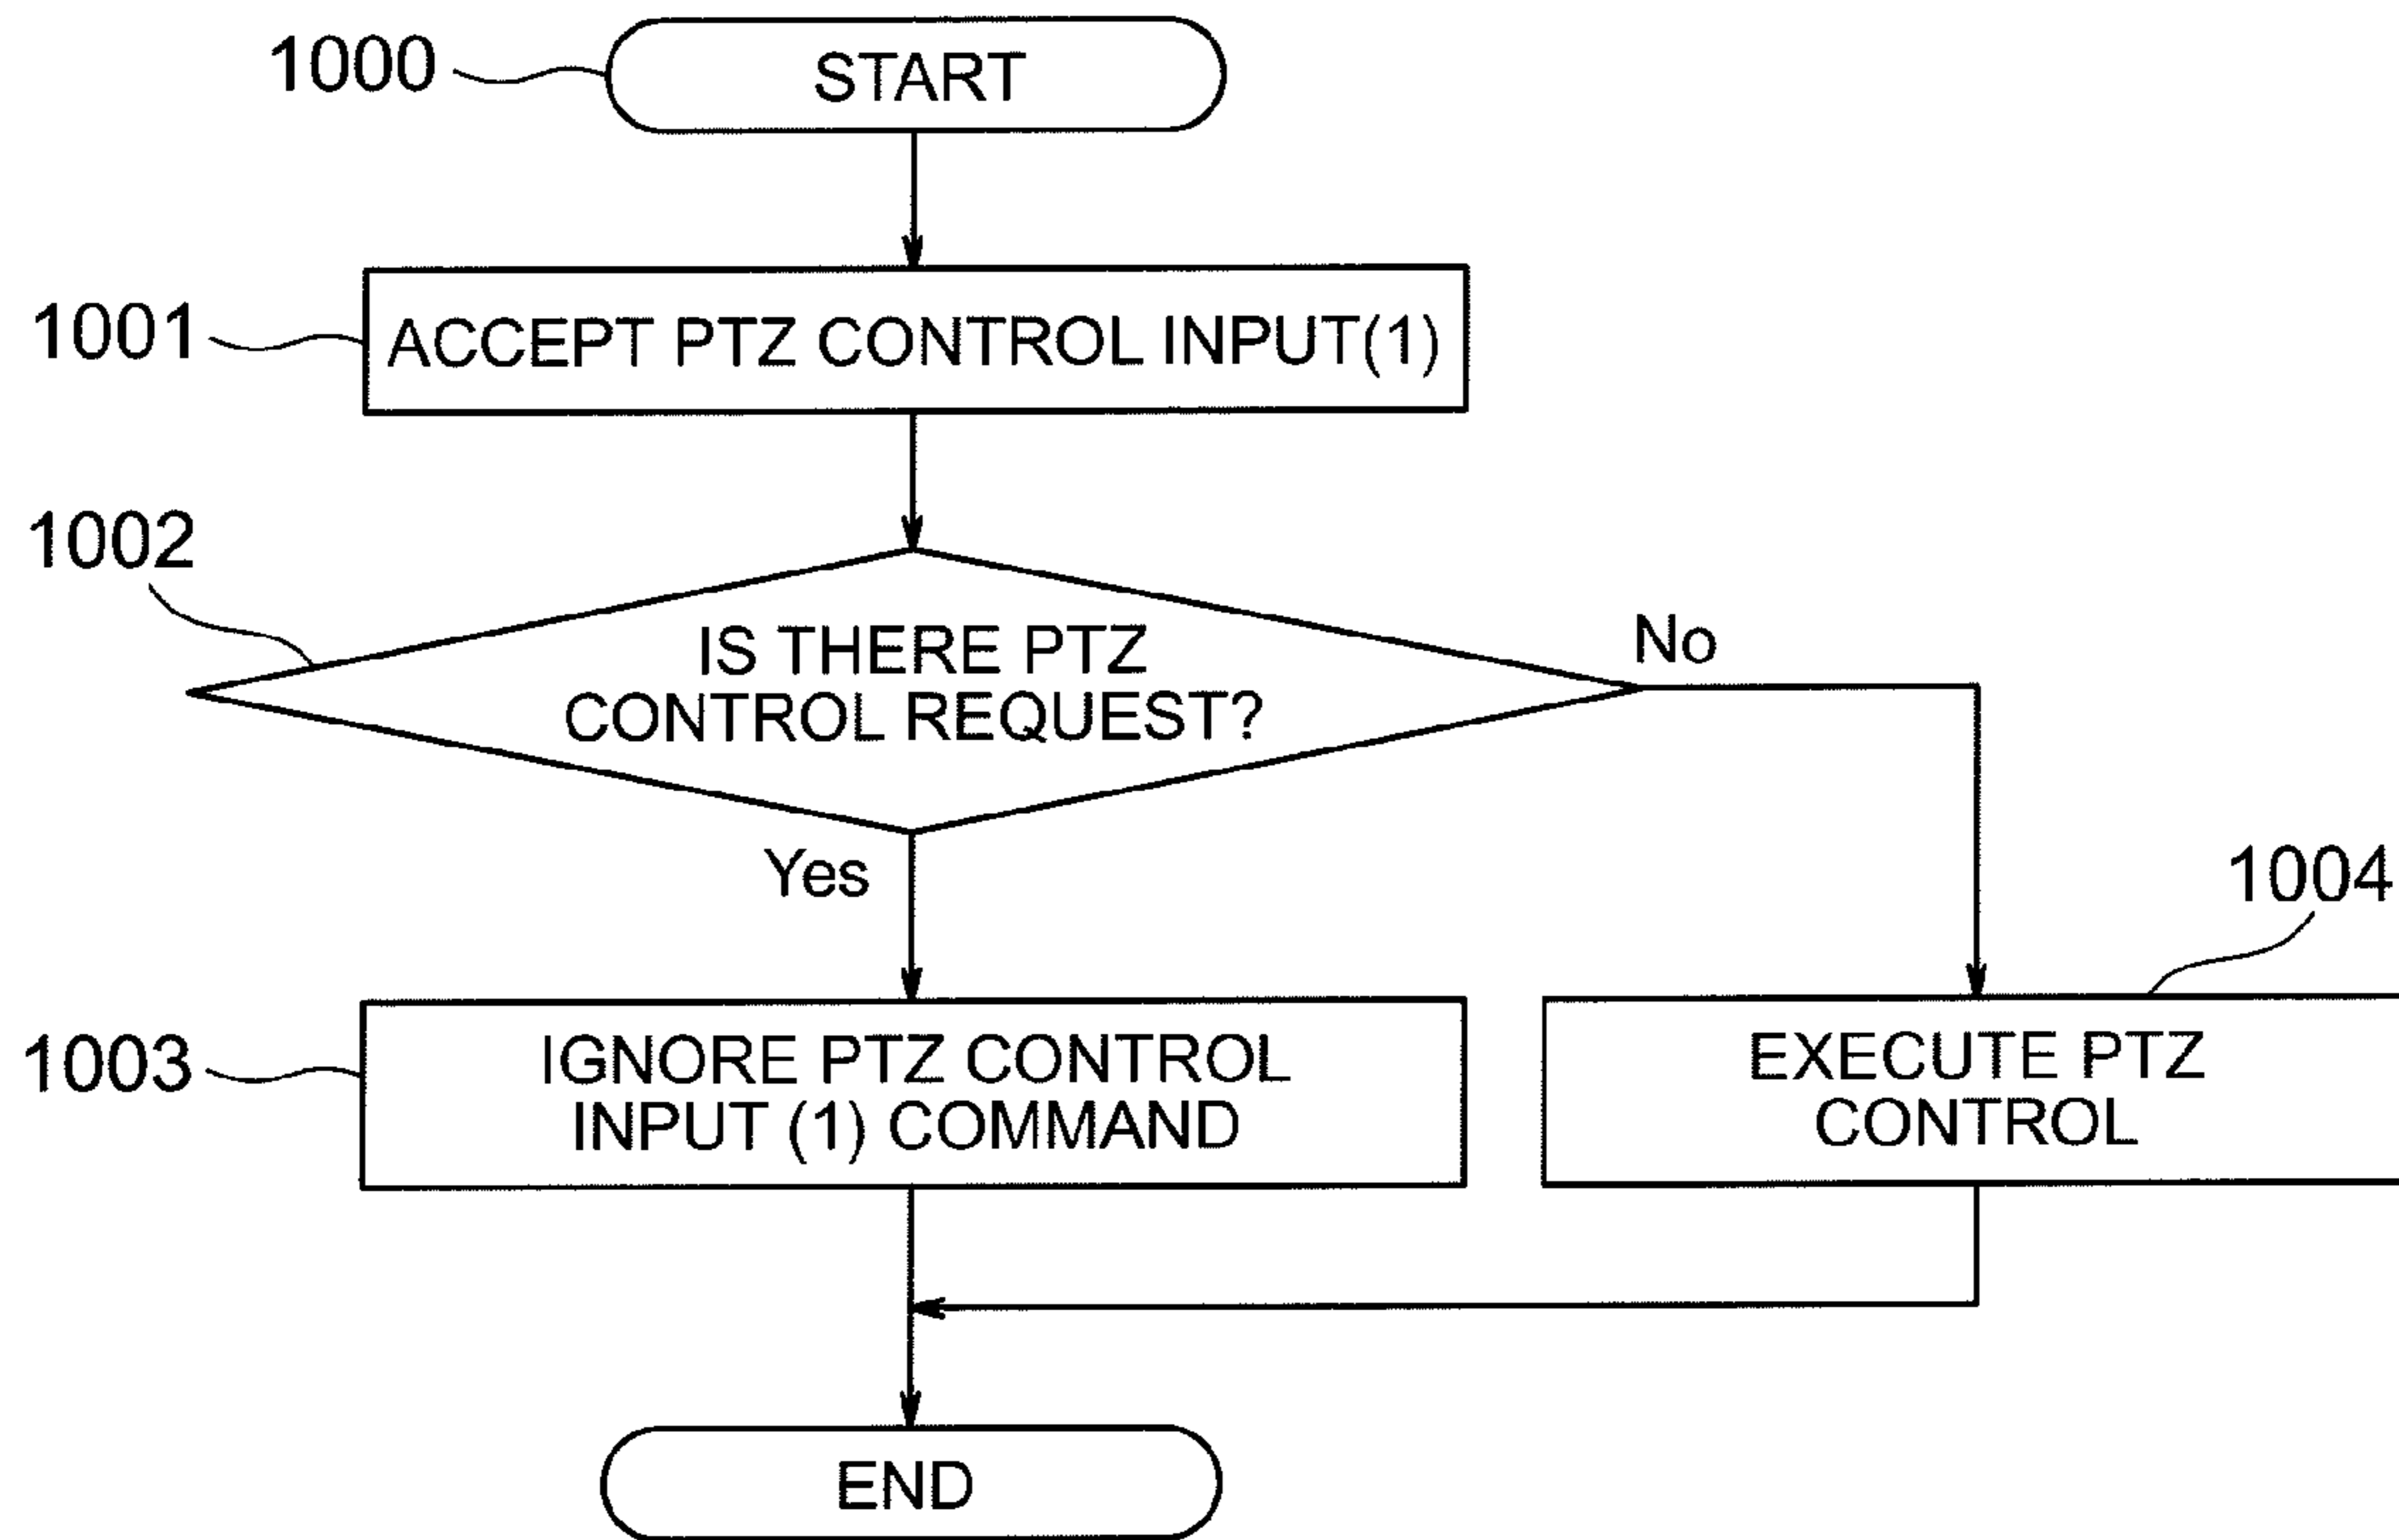 1000
START
1001
ACCEPT PTZ CONTROL INPUT(1)
1002
IS THERE PTZ
CONTROL REQUEST?
No
Yes
1004
1003
IGNORE PTZ CONTROL
INPUT (1) COMMAND
EXECUTE PTZ
CONTROL
END